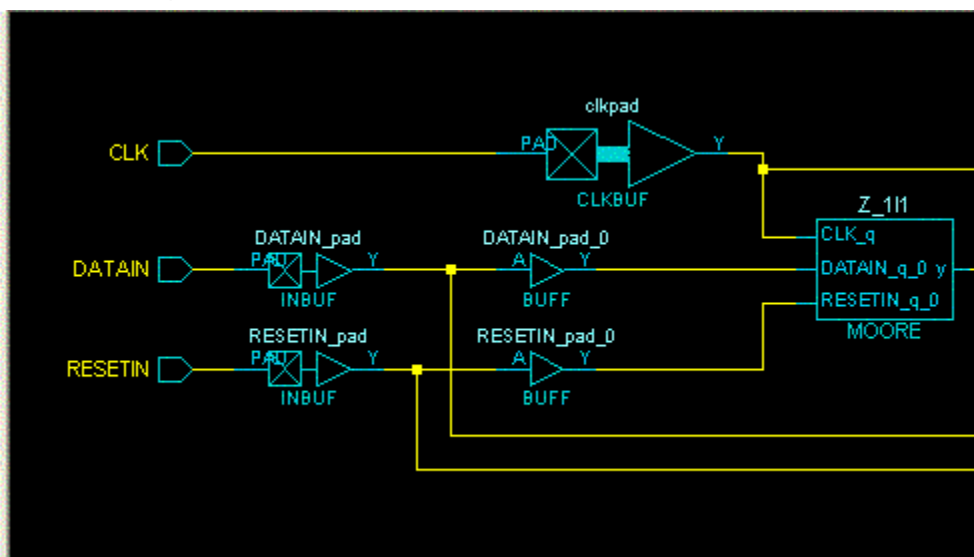 clkpad
CLK PAD Y
CLKBUF
Z_1I1
DATAIN_pad DATAIN_pad_0 CLK_q
DATAIN PAD Y A Y DATAIN_q_0 y
INBUF BUFF RESETIN_q_0
RESETIN_pad RESETIN_pad_0 MOORE
RESETIN PAD Y A Y
INBUF BUFF